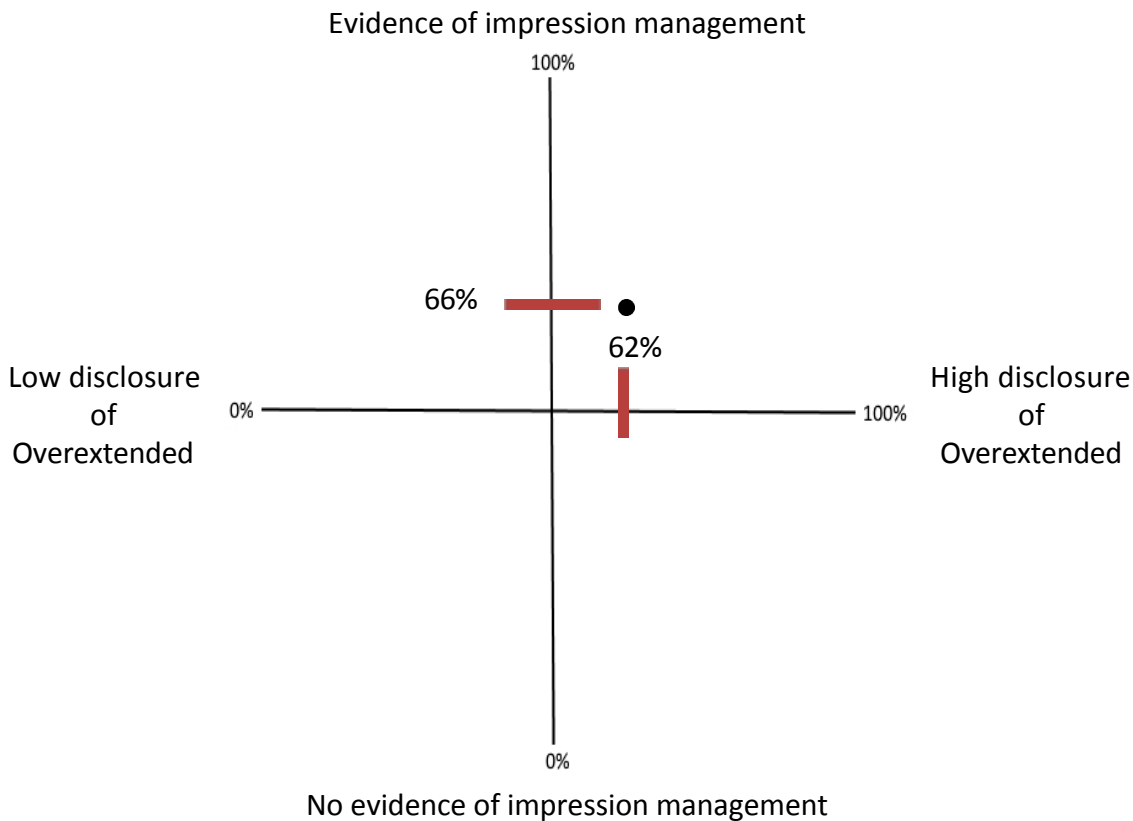 Evidence of impression management
100%
66%
62%
Low disclosure
of
Overextended
0%
100%
High disclosure
of
Overextended
0%
No evidence of impression management